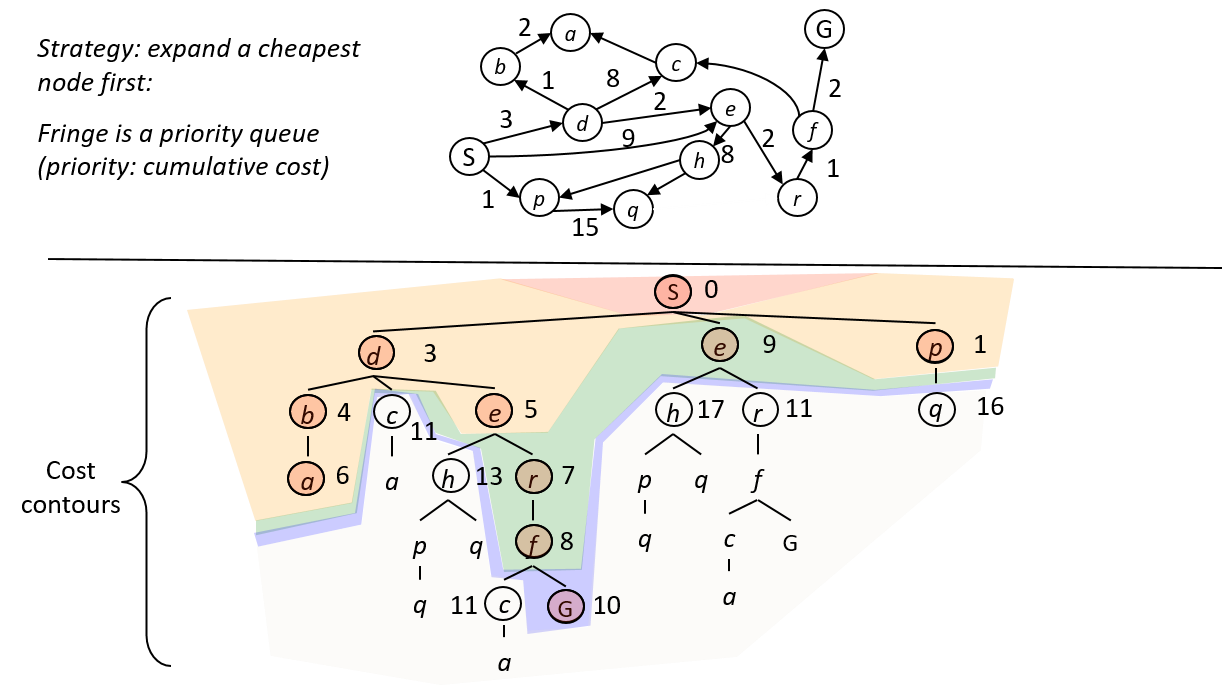 Strategy: expand a cheapest
node first:
Fringe is a priority queue
(priority: cumulative cost)
G
2
a
b
c
1
8
2
2
e
3
d
9
2
f
S
h
8
1
1
p
q
r
15
S
0
d
3
e
9
p
1
b
4
c
11
e
5
h
17
r
11
q
16
Cost
contours
a
6
a
h
13
r
7
p
q
f
p
q
f
8
q
c
G
q
11
c
G
10
a
a